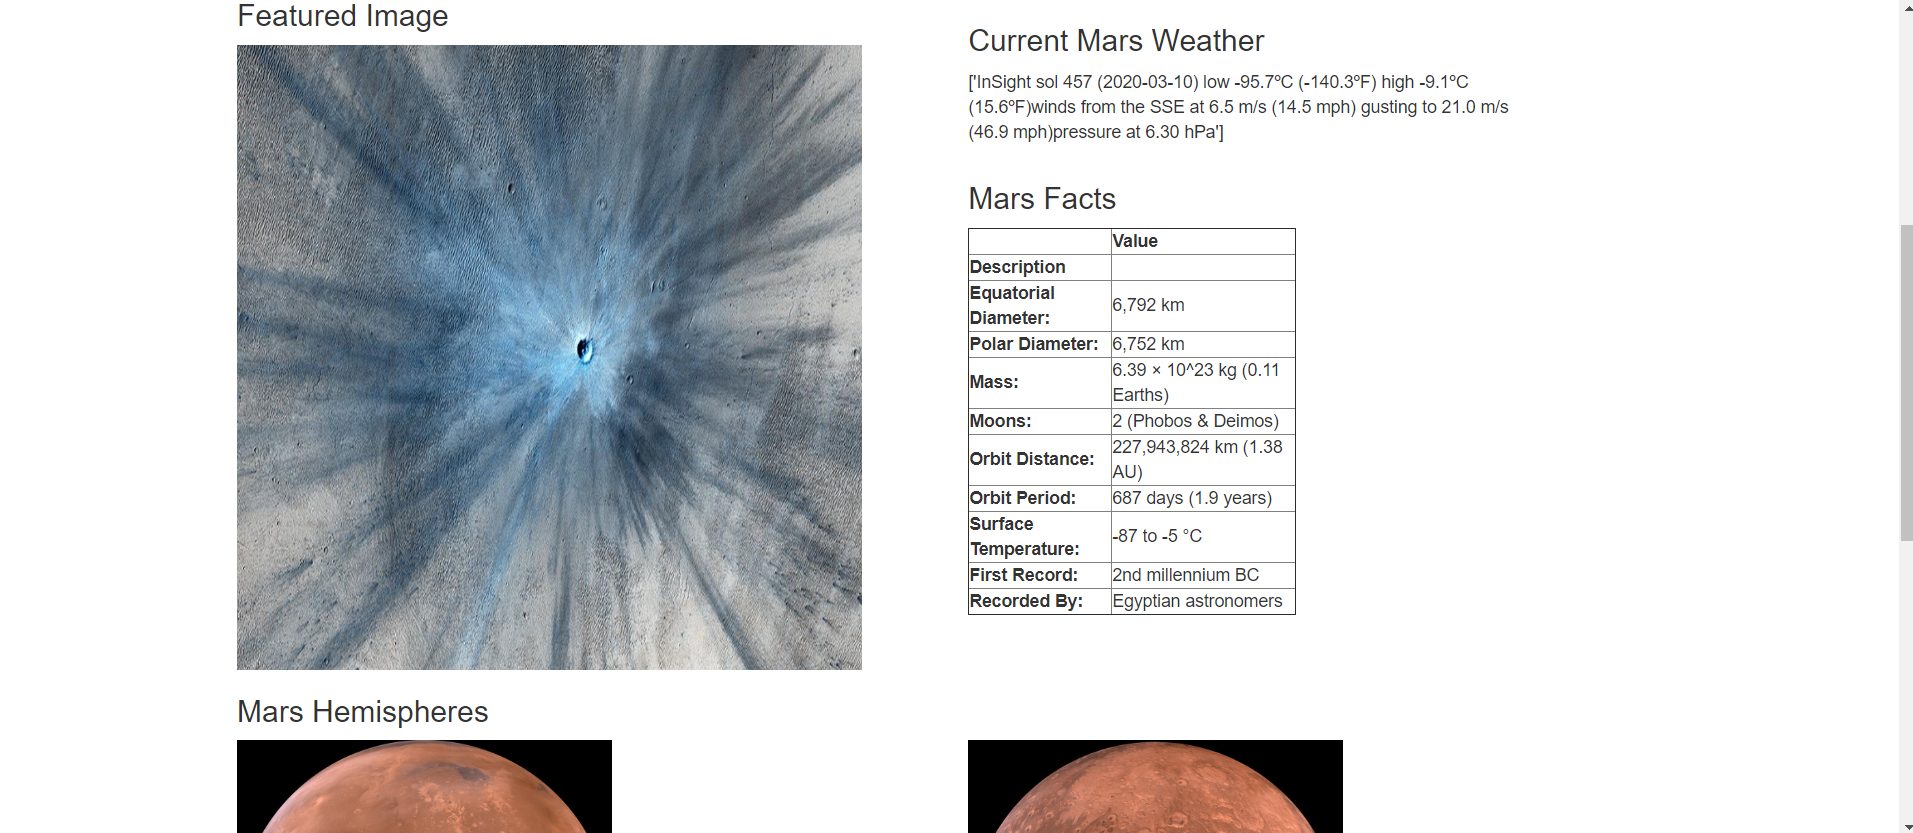 Featured Image
Current Mars Weather
['InSight sol 457 (2020-03-10) low -95.7ºC (-140.3ºF) high -9.1ºC
(15.6ºF)winds from the SSE at 6.5 m/s (14.5 mph) gusting to 21.0 m/s
(46.9 mph)pressure at 6.30 hPa']
Mars Facts
Value
Description
Equatorial
Diameter:
6,792 km
Polar Diameter: 6,752 km
Mass:
6.39 × 10^23 kg (0.11
Earths)
Moons: 2 (Phobos & Deimos)
Orbit Distance:
227,943,824 km (1.38
AU)
Orbit Period: 687 days (1.9 years)
Surface
Temperature:
-87 to -5 °C
First Record: 2nd millennium BC
Recorded By: Egyptian astronomers
Mars Hemispheres